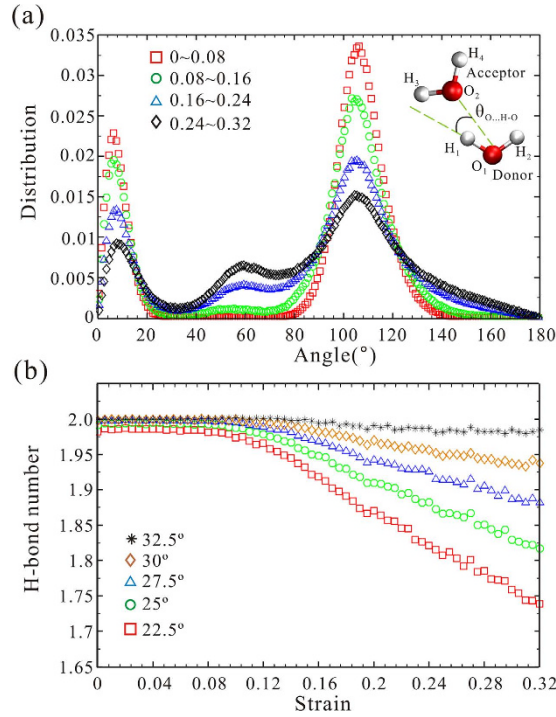 (a)
0.035
0.03
0.025
0.02
0.015
0.01
0.005
0
Distribution
0~0.08
0.08~0.16
0.16~0.24
0.24~0.32
H4
Acceptor
H3
O2
θO...H-O
H1
H2
O1 Donor
0 20 40 60 80 100 120 140 160 180
Angle(°)
(b)
2.0
1.95
1.9
1.85
1.8
1.75
1.7
1.65
H-bond number
32.5°
30°
27.5°
25°
22.5°
0 0.04 0.08 0.12 0.16 0.2 0.24 0.28 0.32
Strain